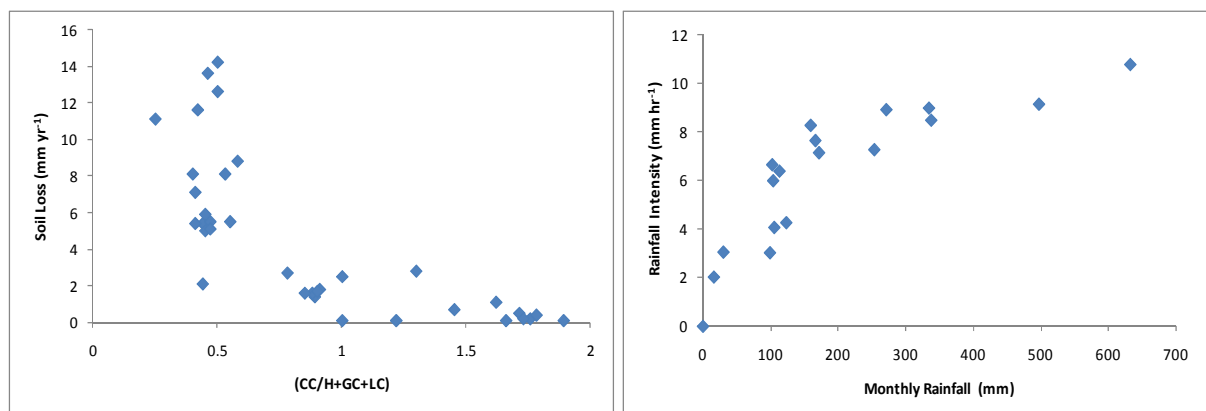 16
14
12
10
8
6
4
2
0
Soil Loss (mm yr⁻¹)
0 0.5 1 1.5 2
(CC/H+GC+LC)
12
10
8
6
4
2
0
Rainfall Intensity (mm hr⁻¹)
0 100 200 300 400 500 600 700
Monthly Rainfall (mm)